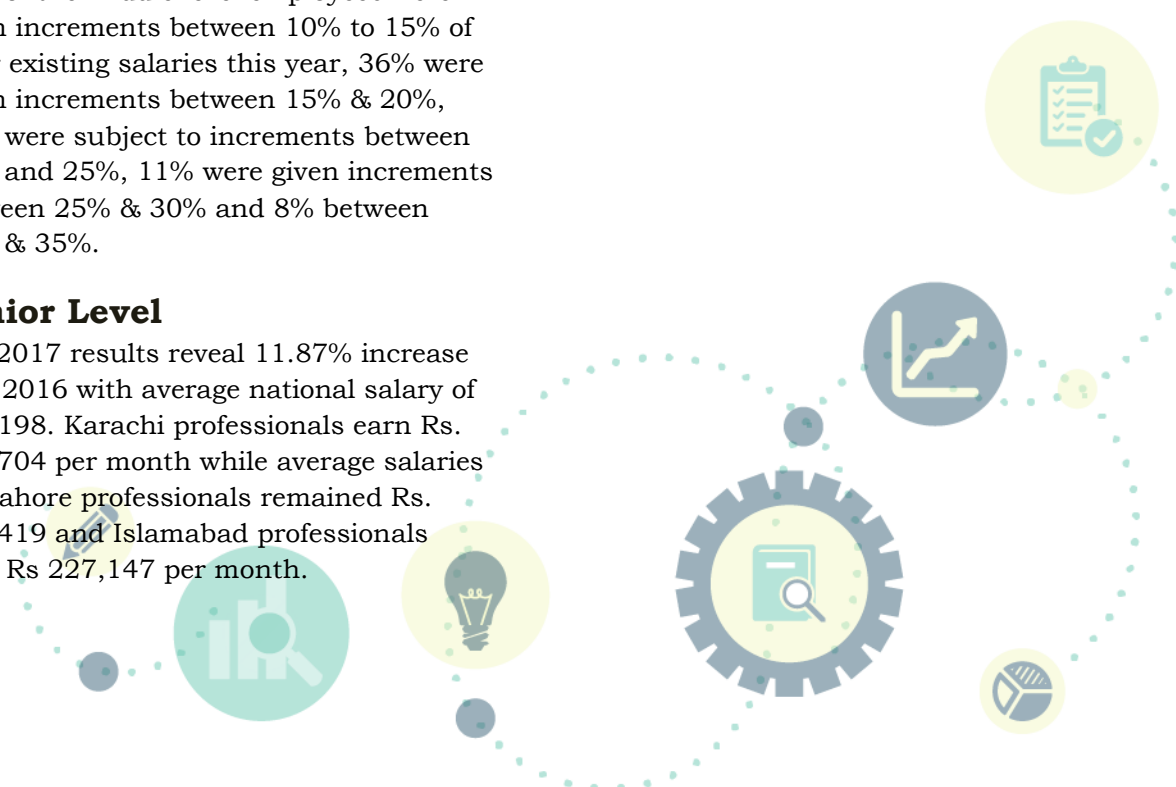 increments between 10% to 15% of
existing salaries this year, 36% were
increments between 15% & 20%,
were subject to increments between
and 25%, 11% were given increments
25% & 30% and 8% between
& 35%.
Level
2017 results reveal 11.87% increase
2016 with average national salary of
198. Karachi professionals earn Rs.
704 per month while average salaries
professionals remained Rs.
419 and Islamabad professionals
Rs 227,147 per month.